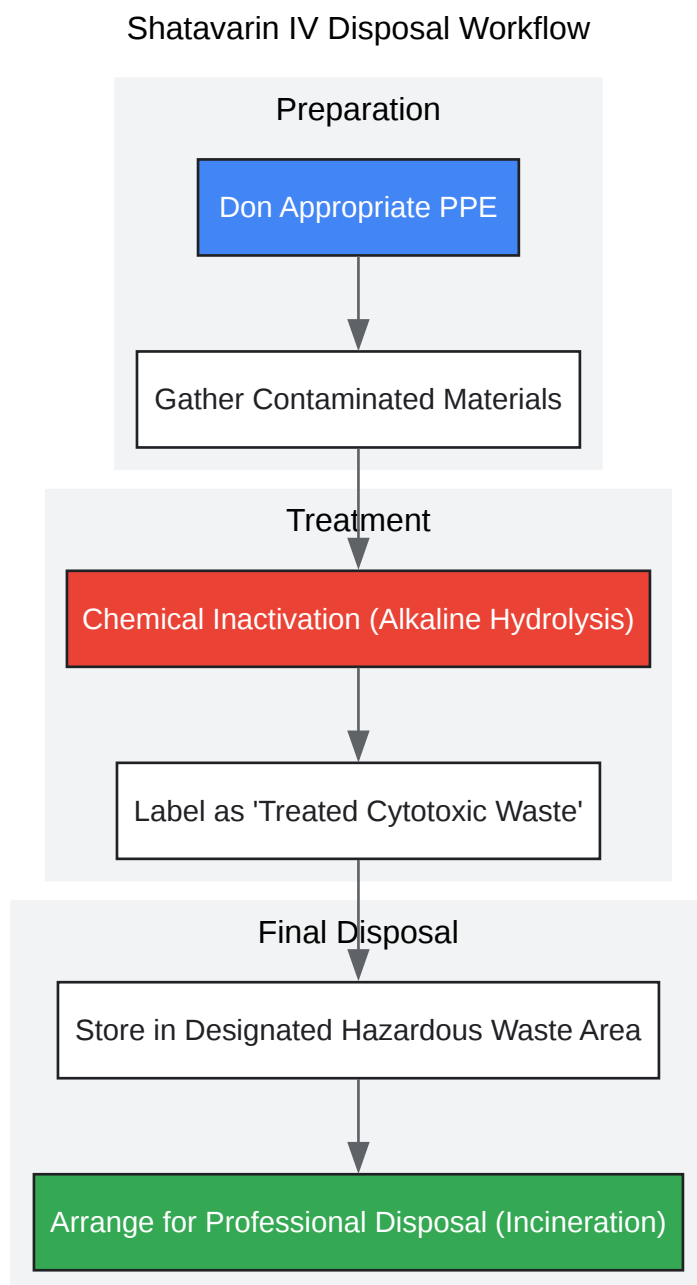 Shatavarin IV Disposal Workflow
Preparation
Don Appropriate PPE
Gather Contaminated Materials
Treatment
Chemical Inactivation (Alkaline Hydrolysis)
Label as 'Treated Cytotoxic Waste'
Final Disposal
Store in Designated Hazardous Waste Area
Arrange for Professional Disposal (Incineration)